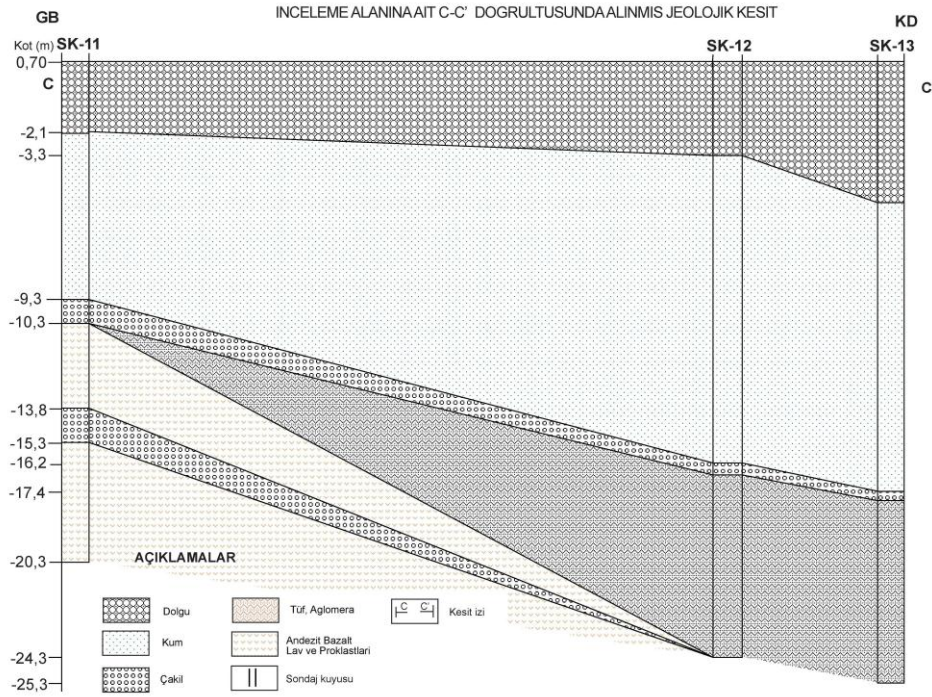 INCELEME ALANINA AIT C-C' DOGRULTUSUNDA ALINMIS JEOLOJIK KESIT
GB
KD
Kot (m) SK-11
SK-12
SK-13
0,70
C
C
-2,1
-3,3
-9,3
-10,3
-13,8
-15,3
-16,2
-17,4
-20,3
-24,3
-25,3
AÇIKLAMALAR
Dolgu
Tüf, Aglomera
C C'
Kesit izi
Kum
Andezit Bazalt
Lav ve Proklastlari
Çakil
Sondaj kuyusu